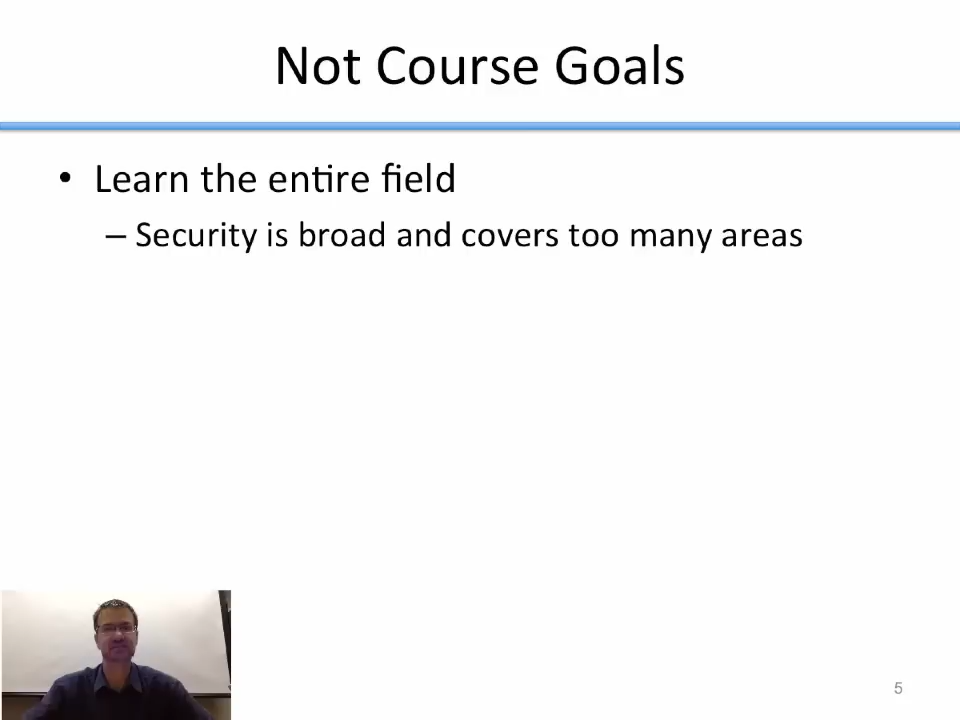 Not Course Goals
• Learn the entire field
– Security is broad and covers too many areas
5